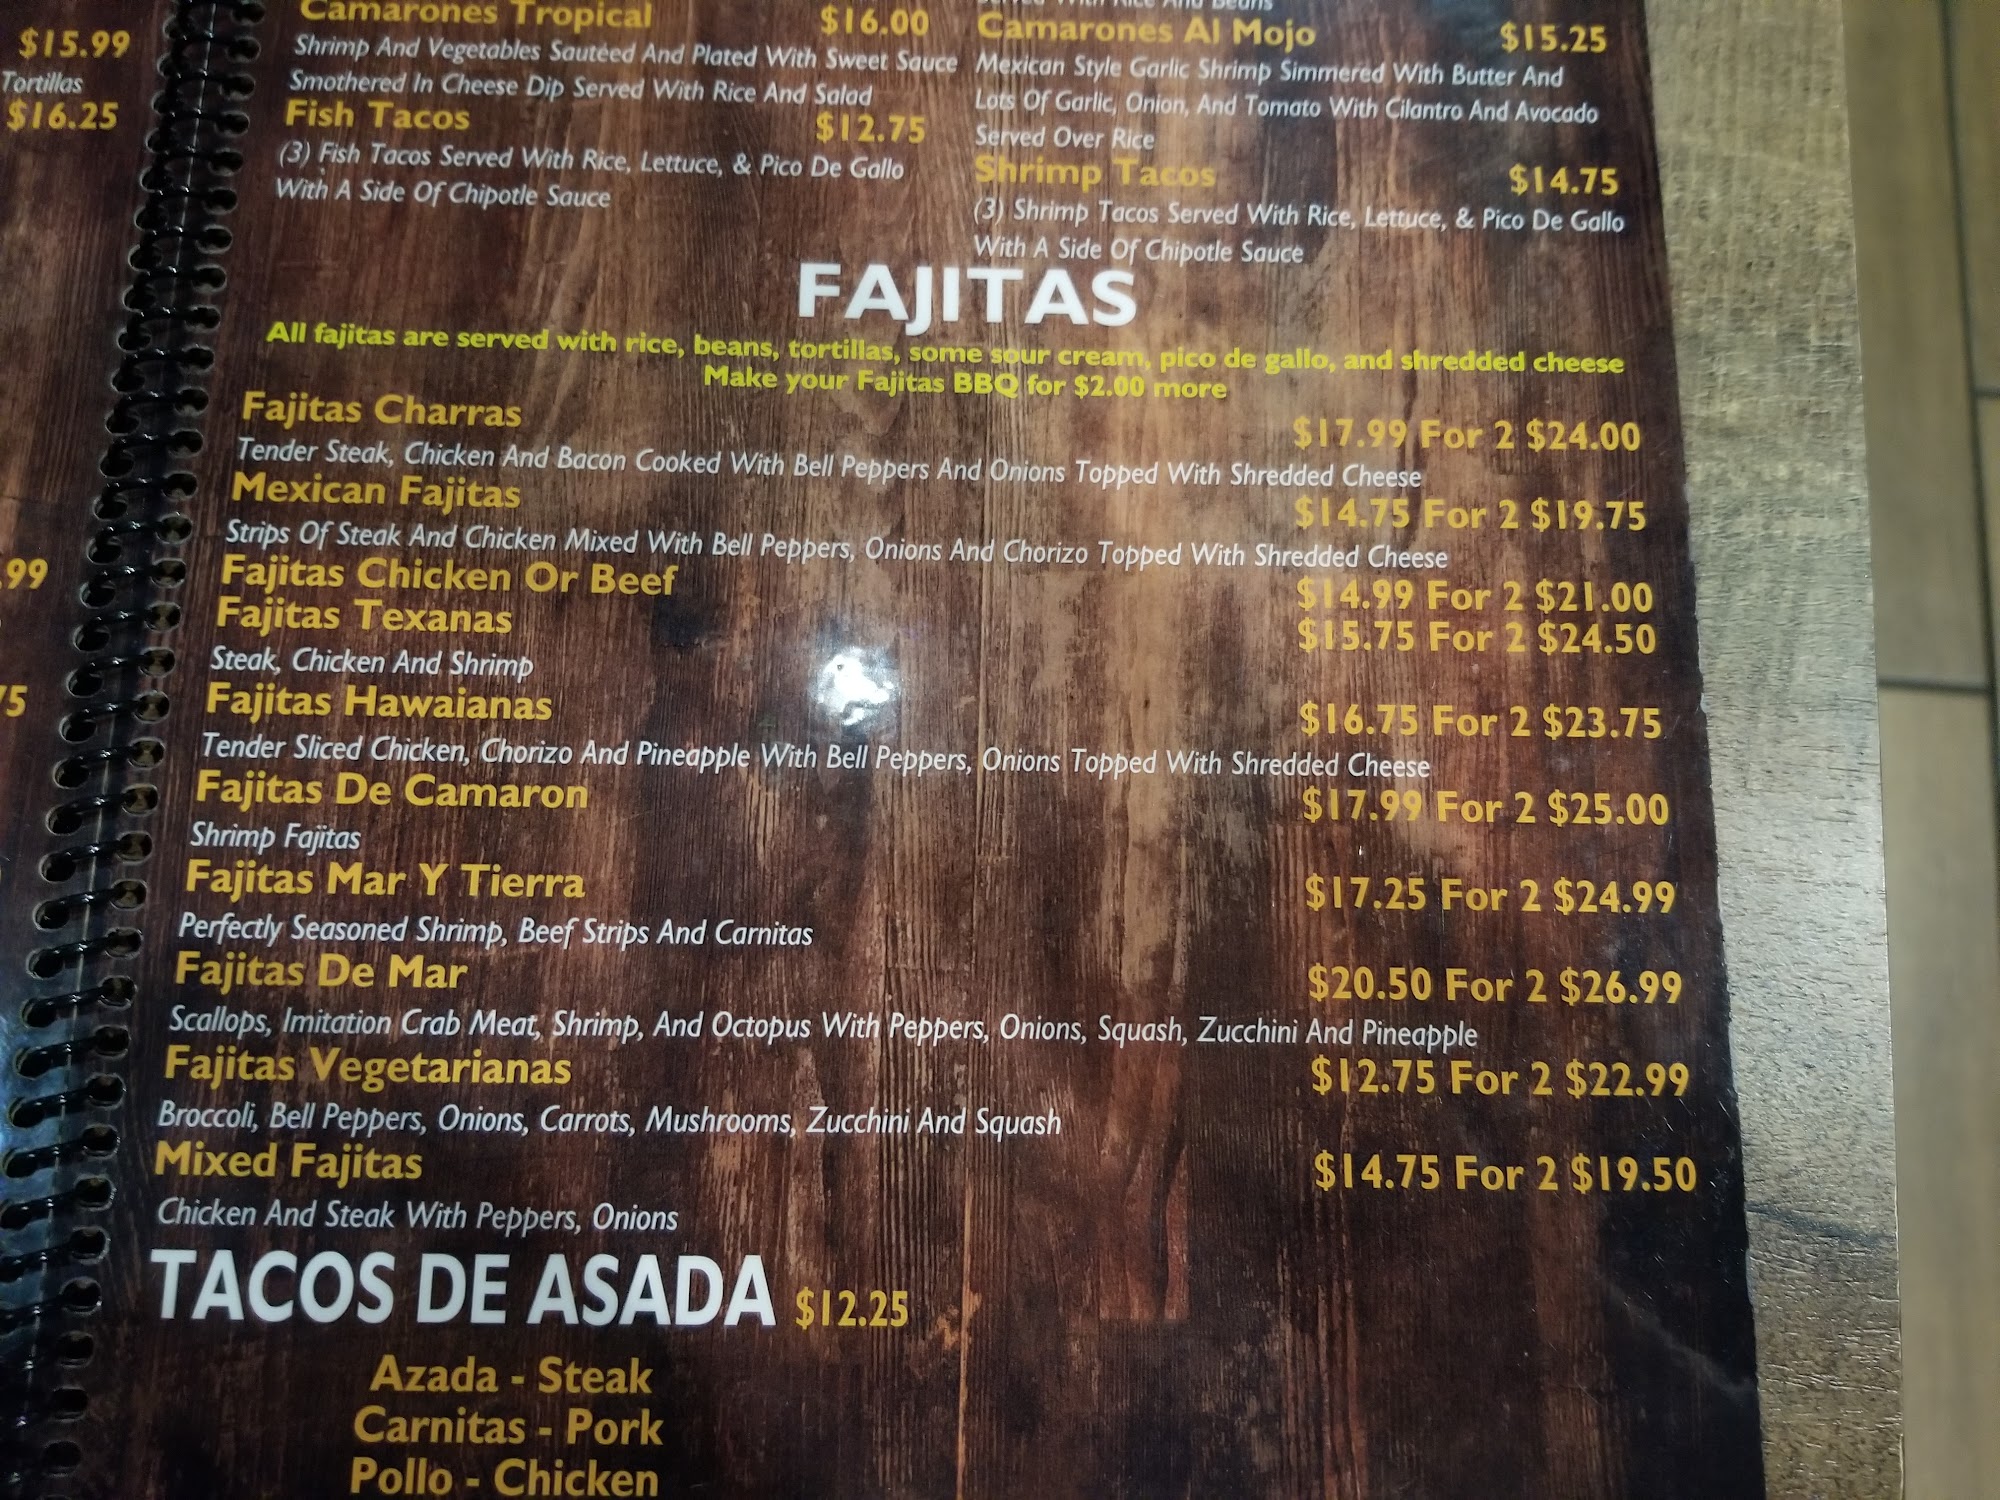 $15.99
Tortillas
$16.25
.99
75
Camarones Tropical $16.00
Shrimp And Vegetables Sautéed And Plated With Sweet Sauce
Smothered In Cheese Dip Served With Rice And Salad
Fish Tacos $12.75
(3) Fish Tacos Served With Rice, Lettuce, & Pico De Gallo
With A Side Of Chipotle Sauce
Served With Rice And Beans
Camarones Al Mojo $15.25
Mexican Style Garlic Shrimp Simmered With Butter And
Lots Of Garlic, Onion, And Tomato With Cilantro And Avocado
Served Over Rice
Shrimp Tacos $14.75
(3) Shrimp Tacos Served With Rice, Lettuce, & Pico De Gallo
With A Side Of Chipotle Sauce
FAJITAS
All fajitas are served with rice, beans, tortillas, some sour cream, pico de gallo, and shredded cheese
Make your Fajitas BBQ for $2.00 more
Fajitas Charras $17.99 For 2 $24.00
Tender Steak, Chicken And Bacon Cooked With Bell Peppers And Onions Topped With Shredded Cheese
Mexican Fajitas $14.75 For 2 $19.75
Strips Of Steak And Chicken Mixed With Bell Peppers, Onions And Chorizo Topped With Shredded Cheese
Fajitas Chicken Or Beef $14.99 For 2 $21.00
Fajitas Texanas $15.75 For 2 $24.50
Steak, Chicken And Shrimp
Fajitas Hawaianas $16.75 For 2 $23.75
Tender Sliced Chicken, Chorizo And Pineapple With Bell Peppers, Onions Topped With Shredded Cheese
Fajitas De Camaron $17.99 For 2 $25.00
Shrimp Fajitas
Fajitas Mar Y Tierra $17.25 For 2 $24.99
Perfectly Seasoned Shrimp, Beef Strips And Carnitas
Fajitas De Mar $20.50 For 2 $26.99
Scallops, Imitation Crab Meat, Shrimp, And Octopus With Peppers, Onions, Squash, Zucchini And Pineapple
Fajitas Vegetarianas $12.75 For 2 $22.99
Broccoli, Bell Peppers, Onions, Carrots, Mushrooms, Zucchini And Squash
Mixed Fajitas $14.75 For 2 $19.50
Chicken And Steak With Peppers, Onions
TACOS DE ASADA $12.25
Azada - Steak
Carnitas - Pork
Pollo - Chicken